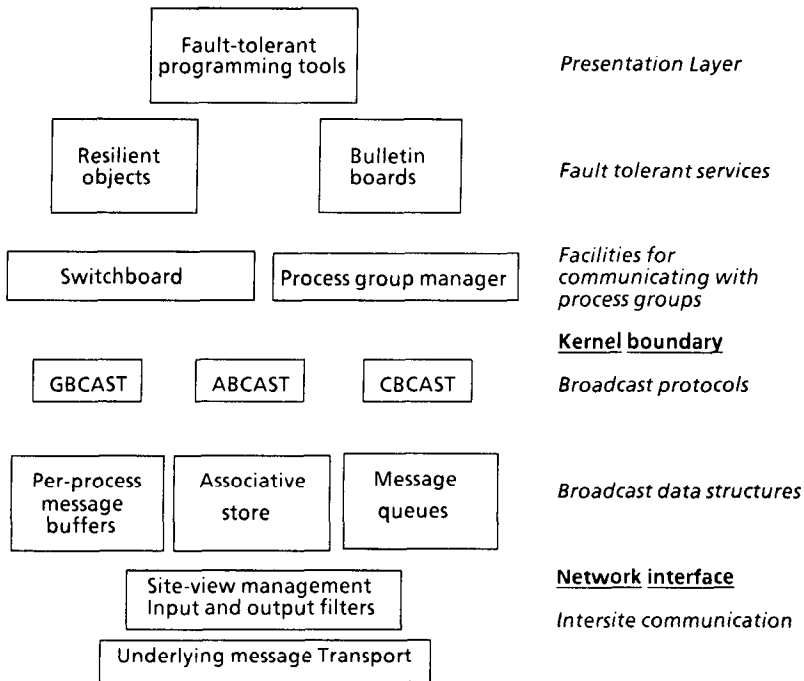 Fault-tolerant
programming tools
Presentation Layer
Resilient
objects
Bulletin
boards
Fault tolerant services
Switchboard
Process group manager
Facilities for
communicating with
process groups
Kernel boundary
GBCAST
ABCAST
CBCAST
Broadcast protocols
Per-process
message
buffers
Associative
store
Message
queues
Broadcast data structures
Site-view management
Input and output filters
Network interface
Intersite communication
Underlying message Transport